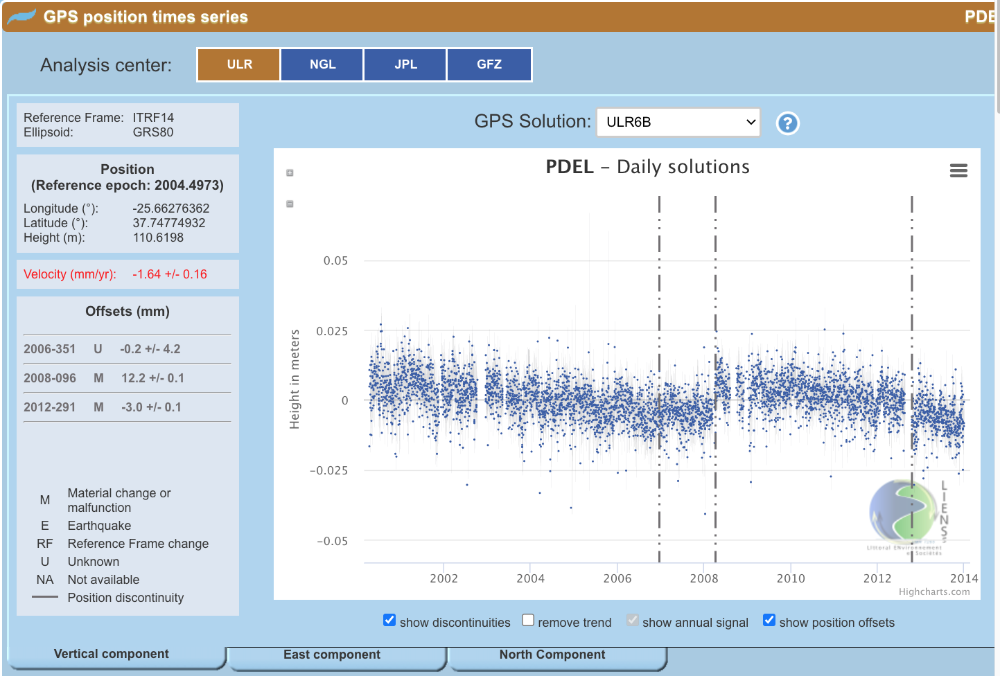 GPS position times series
PDE
Analysis center:
ULR
NGL
JPL
GFZ
Reference Frame: ITRF14
Ellipsoid: GRS80
Position
(Reference epoch: 2004.4973)
Longitude (°): -25.66276362
Latitude (°): 37.74774932
Height (m): 110.6198
Velocity (mm/yr): -1.64 +/- 0.16
Offsets (mm)
2006-351 U -0.2 +/- 4.2
2008-096 M 12.2 +/- 0.1
2012-291 M -3.0 +/- 0.1
M Material change or
malfunction
E Earthquake
RF Reference Frame change
U Unknown
NA Not available
Position discontinuity
GPS Solution: ULR6B
?
PDEL – Daily solutions
Height in meters
0.05
0.025
0
−0.025
−0.05
2002 2004 2006 2008 2010 2012 2014
LIENSs
Littoral ENvironnement
et Sociétés
Highcharts.com
show discontinuities
remove trend
show annual signal
show position offsets
Vertical component
East component
North Component